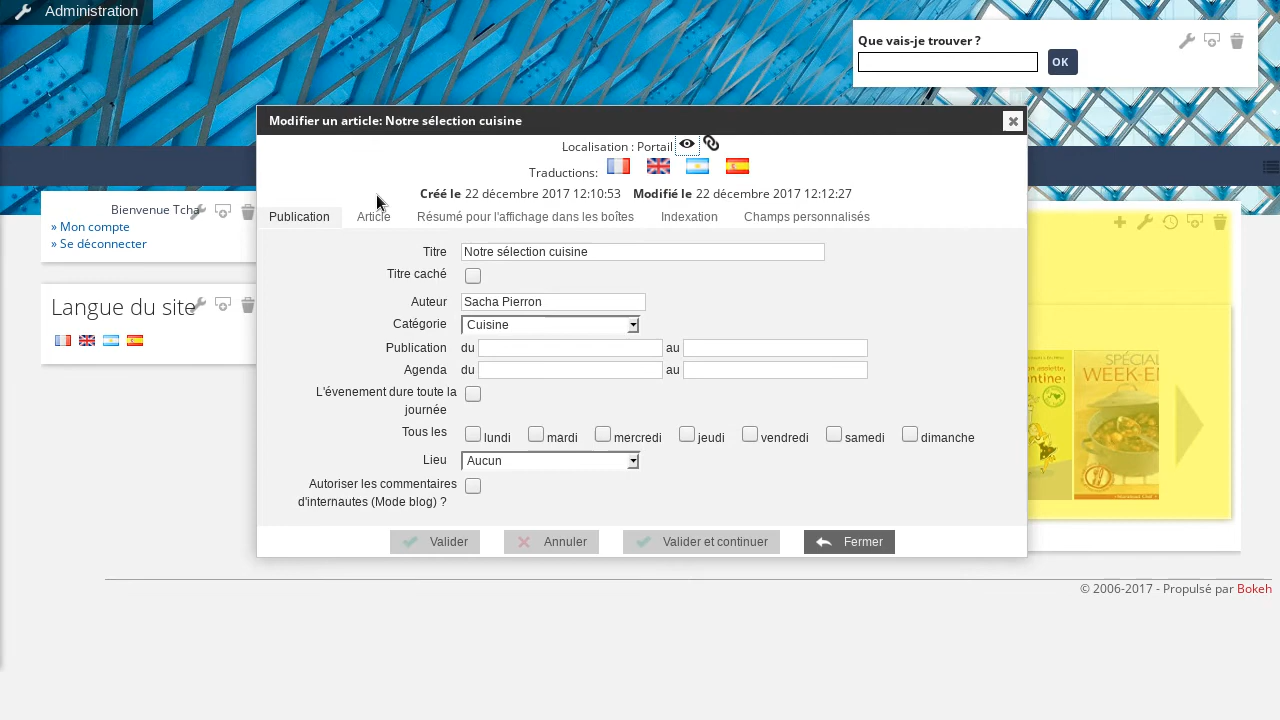 Administration
Que vais-je trouver ?
OK
Modifier un article: Notre sélection cuisine
Localisation : Portail
Traductions:
Créé le 22 décembre 2017 12:10:53 Modifié le 22 décembre 2017 12:12:27
Publication Article Résumé pour l'affichage dans les boîtes Indexation Champs personnalisés
Bienvenue Tcha
» Mon compte
» Se déconnecter
Langue du site
Titre Notre sélection cuisine
Titre caché
Auteur Sacha Pierron
Catégorie Cuisine
Publication du au
Agenda du au
L'évenement dure toute la
journée
Tous les lundi mardi mercredi jeudi vendredi samedi dimanche
Lieu Aucun
Autoriser les commentaires
d'internautes (Mode blog) ?
Valider Annuler Valider et continuer Fermer
SPÉCIAL
WEEK-E
© 2006-2017 - Propulsé par Bokeh